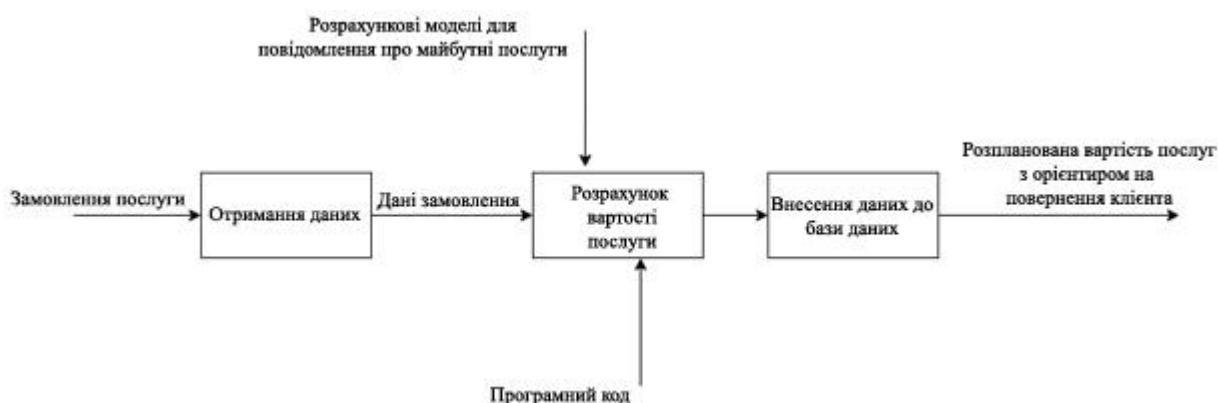 Розрахункові моделі для
повідомлення про майбутні послуги
Замовлення послуги
Отримання даних
Дані замовлення
Розрахунок
вартості
послуги
Внесення даних до
бази даних
Розпланована вартість послуг
з орієнтиром на
повернення клієнта
Програмний код